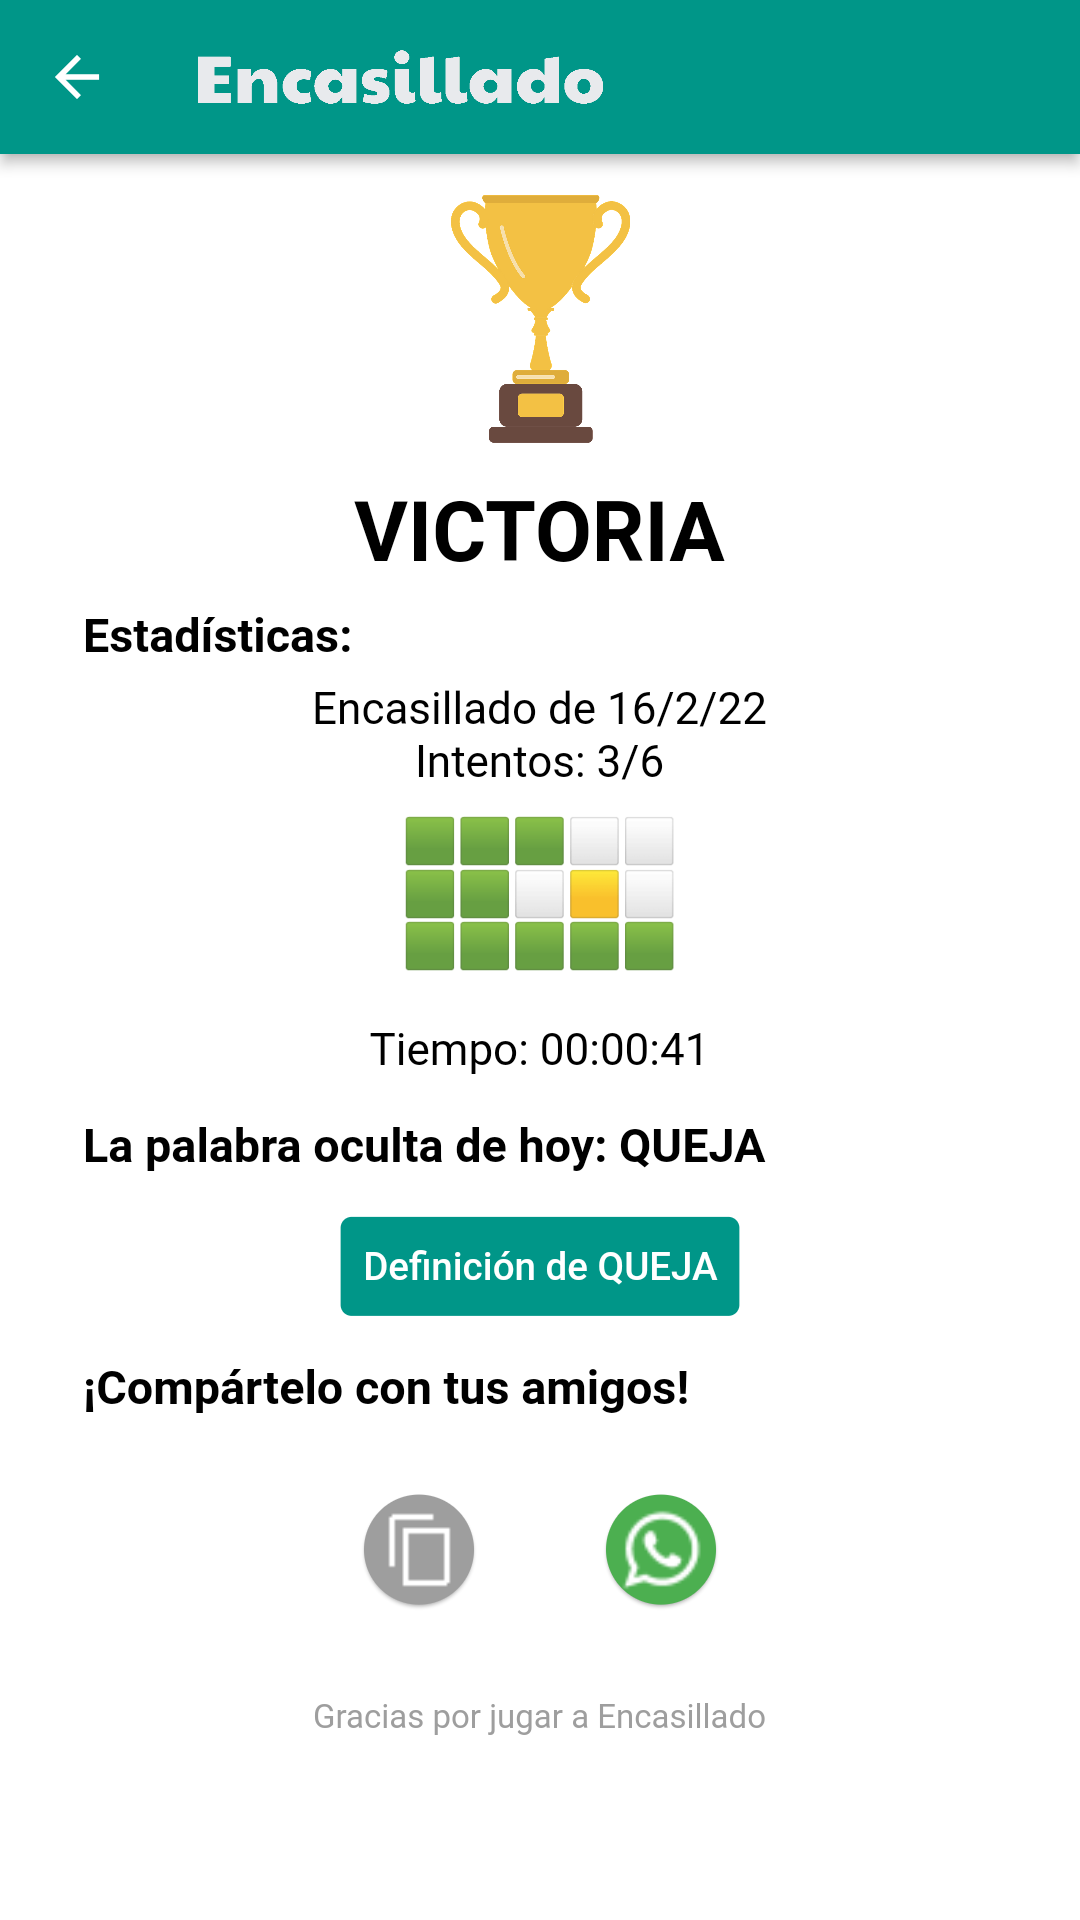 Encasillado
VICTORIA
Estadísticas:
Encasillado de 16/2/22
Intentos: 3/6
Tiempo: 00:00:41
La palabra oculta de hoy: QUEJA
Definición de QUEJA
¡Compártelo con tus amigos!
Gracias por jugar a Encasillado